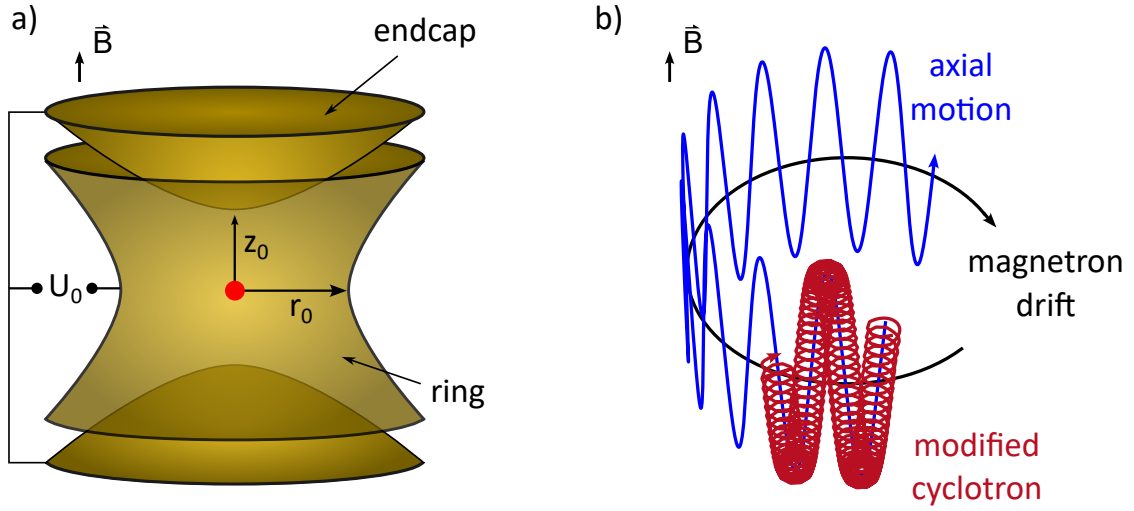 a)
B⃗
endcap
z₀
U₀
r₀
ring
b)
B⃗
axial
motion
magnetron
drift
modified
cyclotron